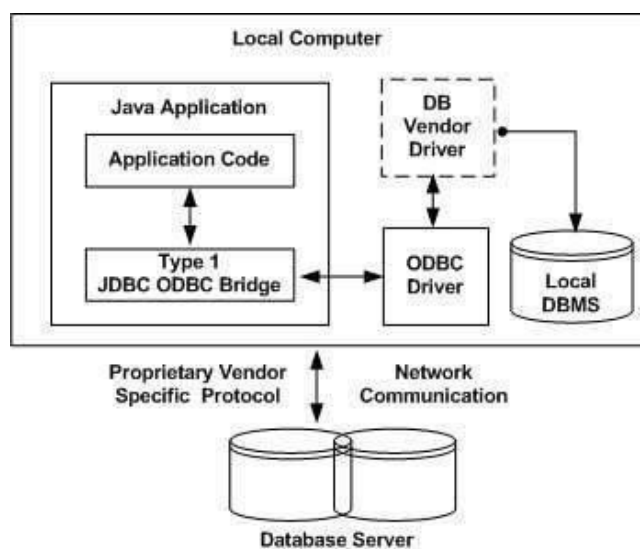 Local Computer
Java Application
Application Code
Type 1
JDBC ODBC Bridge
DB
Vendor
Driver
ODBC
Driver
Local
DBMS
Proprietary Vendor
Specific Protocol
Network
Communication
Database Server